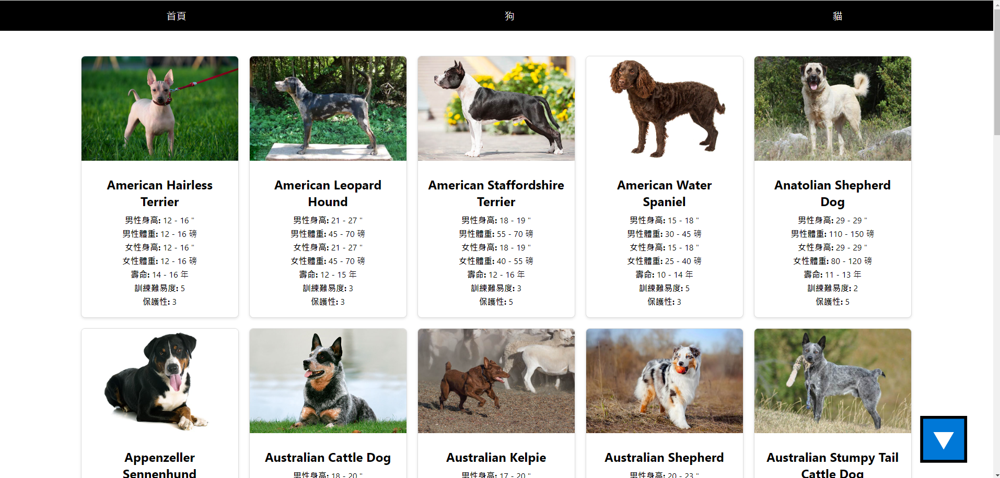 首頁
狗
貓
American Hairless
Terrier
男性身高: 12 - 16 "
男性體重: 12 - 16 磅
女性身高: 12 - 16 "
女性體重: 12 - 16 磅
壽命: 14 - 16 年
訓練難易度: 5
保護性: 3
American Leopard
Hound
男性身高: 21 - 27 "
男性體重: 45 - 70 磅
女性身高: 21 - 27 "
女性體重: 45 - 70 磅
壽命: 12 - 15 年
訓練難易度: 3
保護性: 3
American Staffordshire
Terrier
男性身高: 18 - 19 "
男性體重: 55 - 70 磅
女性身高: 18 - 19 "
女性體重: 40 - 55 磅
壽命: 12 - 16 年
訓練難易度: 3
保護性: 5
American Water
Spaniel
男性身高: 15 - 18 "
男性體重: 30 - 45 磅
女性身高: 15 - 18 "
女性體重: 25 - 40 磅
壽命: 10 - 14 年
訓練難易度: 5
保護性: 3
Anatolian Shepherd
Dog
男性身高: 29 - 29 "
男性體重: 110 - 150 磅
女性身高: 29 - 29 "
女性體重: 80 - 120 磅
壽命: 11 - 13 年
訓練難易度: 2
保護性: 5
Appenzeller
Sennenhund
Australian Cattle Dog
男性身高: 18 - 20 "
Australian Kelpie
男性身高: 17 - 20 "
Australian Shepherd
男性身高: 20 - 23 "
Australian Stumpy Tail
Cattle Dog